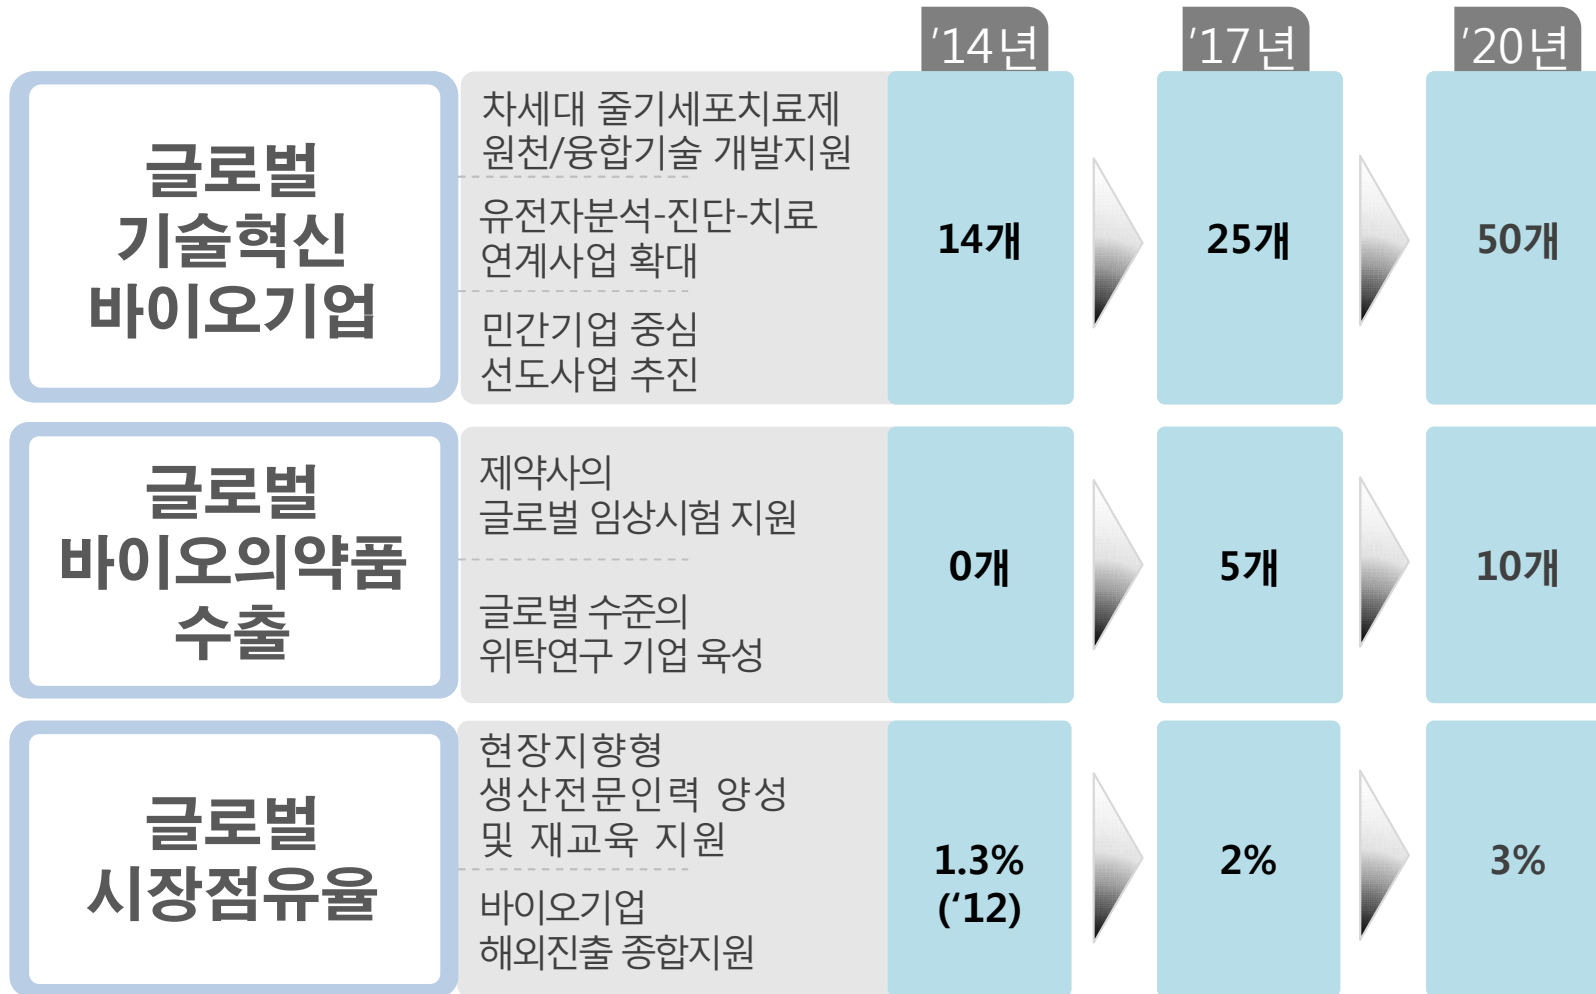 ’14년
’17년
’20년
글로벌
기술혁신
바이오기업
차세대 줄기세포치료제
원천/융합기술 개발지원
유전자분석-진단-치료
연계사업 확대
민간기업 중심
선도사업 추진
14개
25개
50개
글로벌
바이오의약품
수출
제약사의
글로벌 임상시험 지원
글로벌 수준의
위탁연구 기업 육성
0개
5개
10개
글로벌
시장점유율
현장지향형
생산전문인력 양성
및 재교육 지원
바이오기업
해외진출 종합지원
1.3%
(‘12)
2%
3%